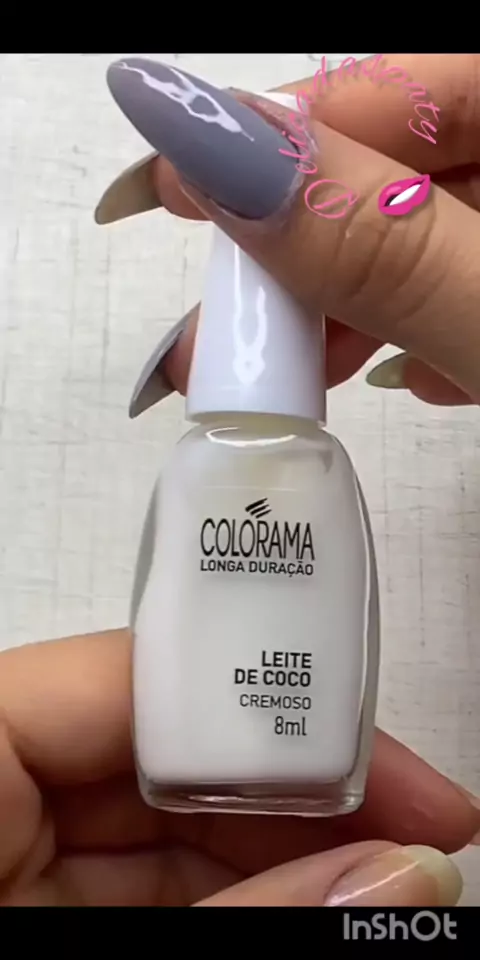 COLORAMA
LONGA DURAÇÃO
LEITE
DE COCO
CREMOSO
8ml
InShOt